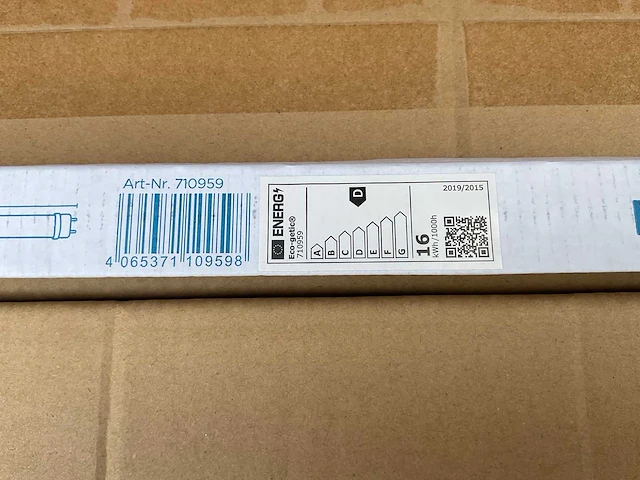 Art-Nr. 710959
4 065371 109598
ENERG
Eco-getic®
710959
D
A
B
C
D
E
F
G
2019/2015
16
kWh/1000h